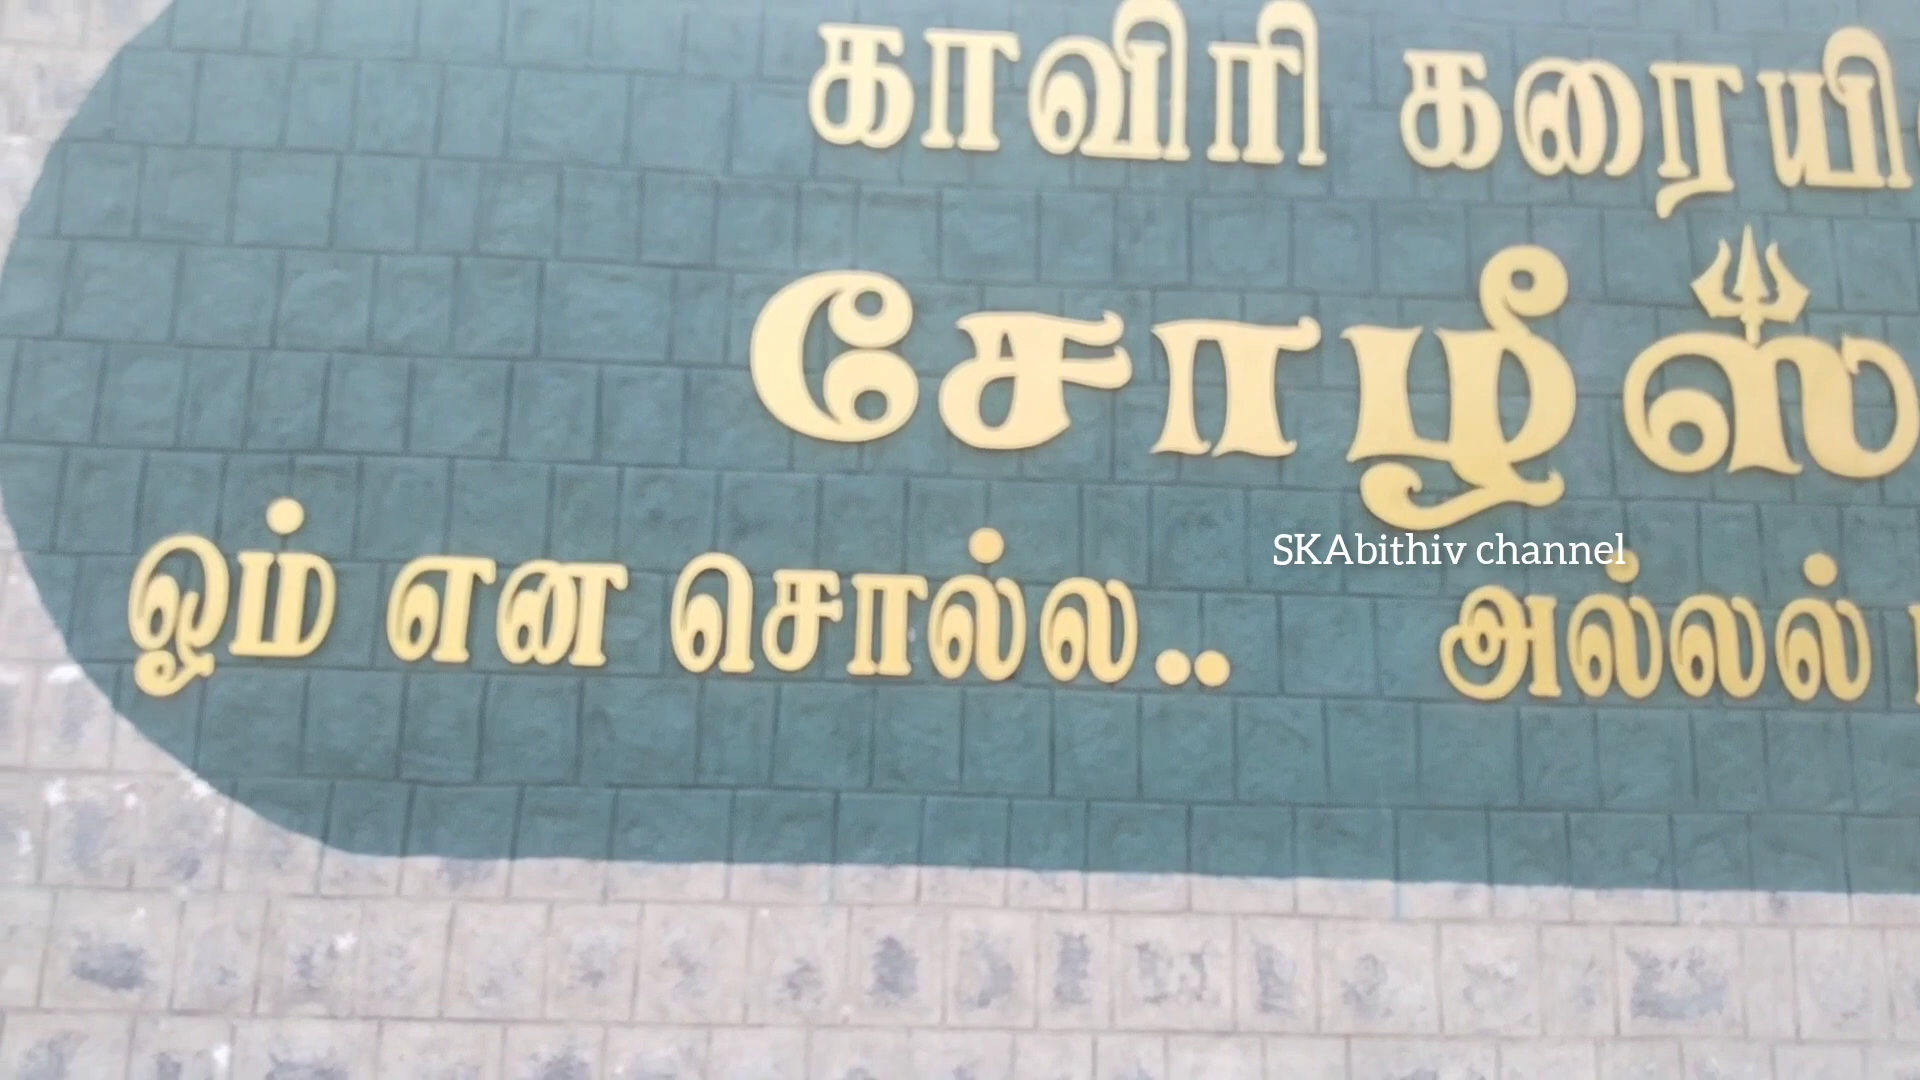 காவிரி கரையி
சோழீஸ்
SKAbithiv channel
ஓம் என சொல்ல.. அல்லல்